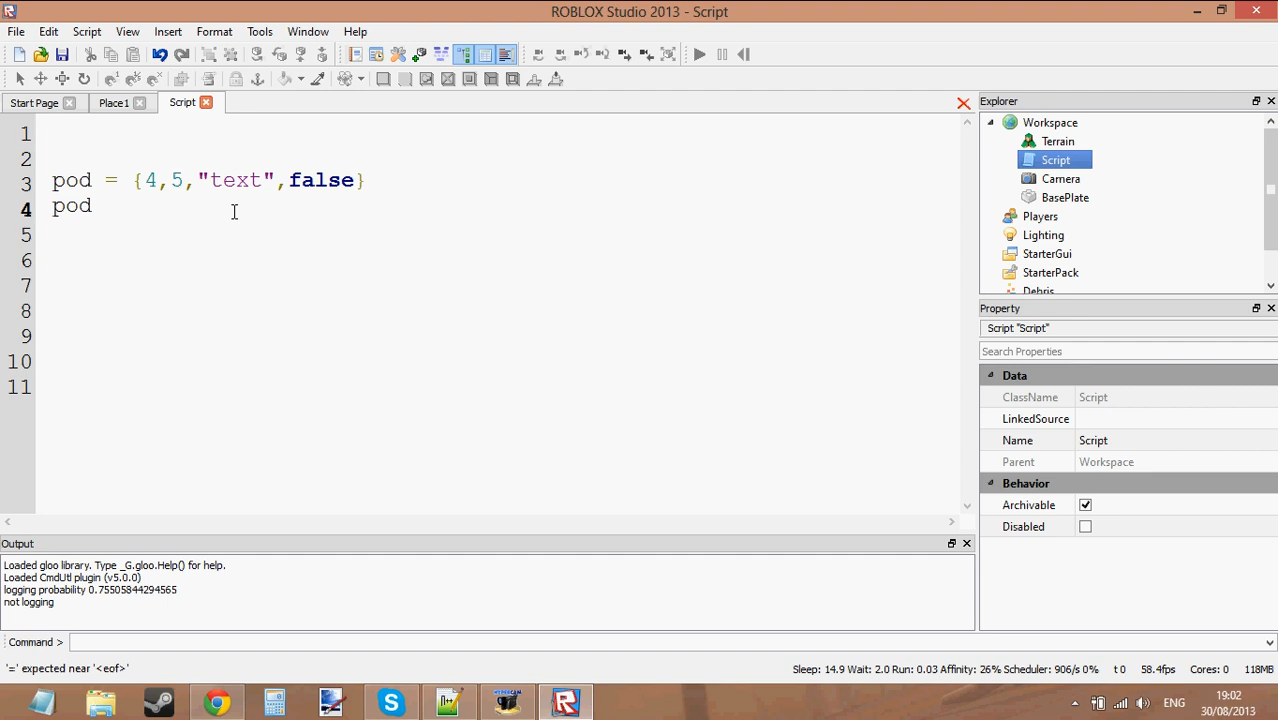 ROBLOX Studio 2013 - Script
File Edit Script View Insert Format Tools Window Help
Start Page Place1 Script
1
2
3 pod = {4,5,"text",false}
4 pod
5
6
7
8
9
10
11
Explorer
Workspace
Terrain
Script
Camera
BasePlate
Players
Lighting
StarterGui
StarterPack
Debris
Property
Script "Script"
Search Properties
Data
ClassName Script
LinkedSource
Name Script
Parent Workspace
Behavior
Archivable
Disabled
Output
Loaded gloo library. Type _G.gloo.Help() for help.
Loaded CmdUtl plugin (v5.0.0)
logging probability 0.75505844294565
not logging
Command >
'=' expected near '<eof>'
Sleep: 14.9 Wait: 2.0 Run: 0.03 Affinity: 26% Scheduler: 906/s 0% t 0 58.4fps Cores: 0 118MB
ENG
19:02
30/08/2013